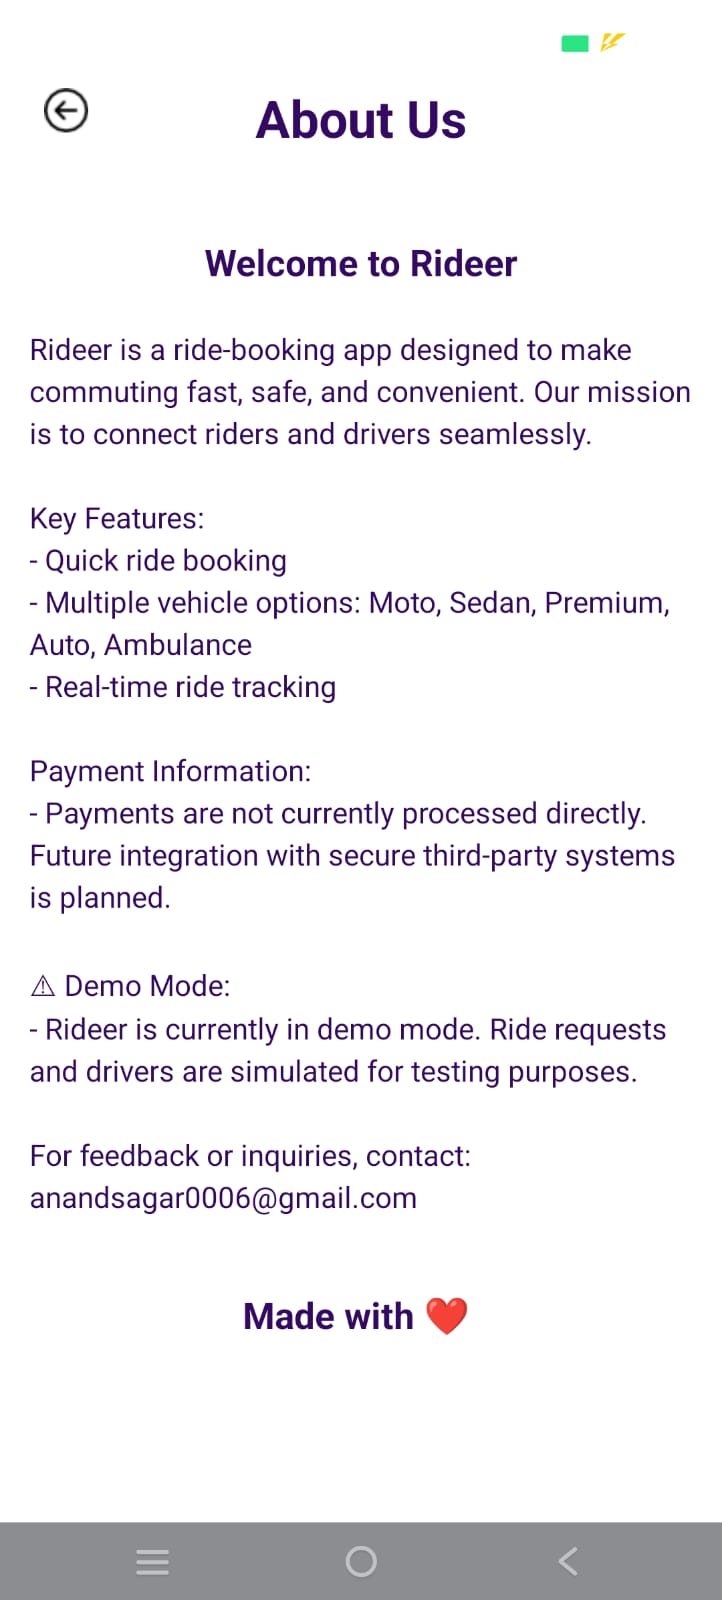 About Us
Welcome to Rideer
Rideer is a ride-booking app designed to make
commuting fast, safe, and convenient. Our mission
is to connect riders and drivers seamlessly.
Key Features:
- Quick ride booking
- Multiple vehicle options: Moto, Sedan, Premium,
Auto, Ambulance
- Real-time ride tracking
Payment Information:
- Payments are not currently processed directly.
Future integration with secure third-party systems
is planned.
⚠ Demo Mode:
- Rideer is currently in demo mode. Ride requests
and drivers are simulated for testing purposes.
For feedback or inquiries, contact:
anandsagar0006@gmail.com
Made with ❤️